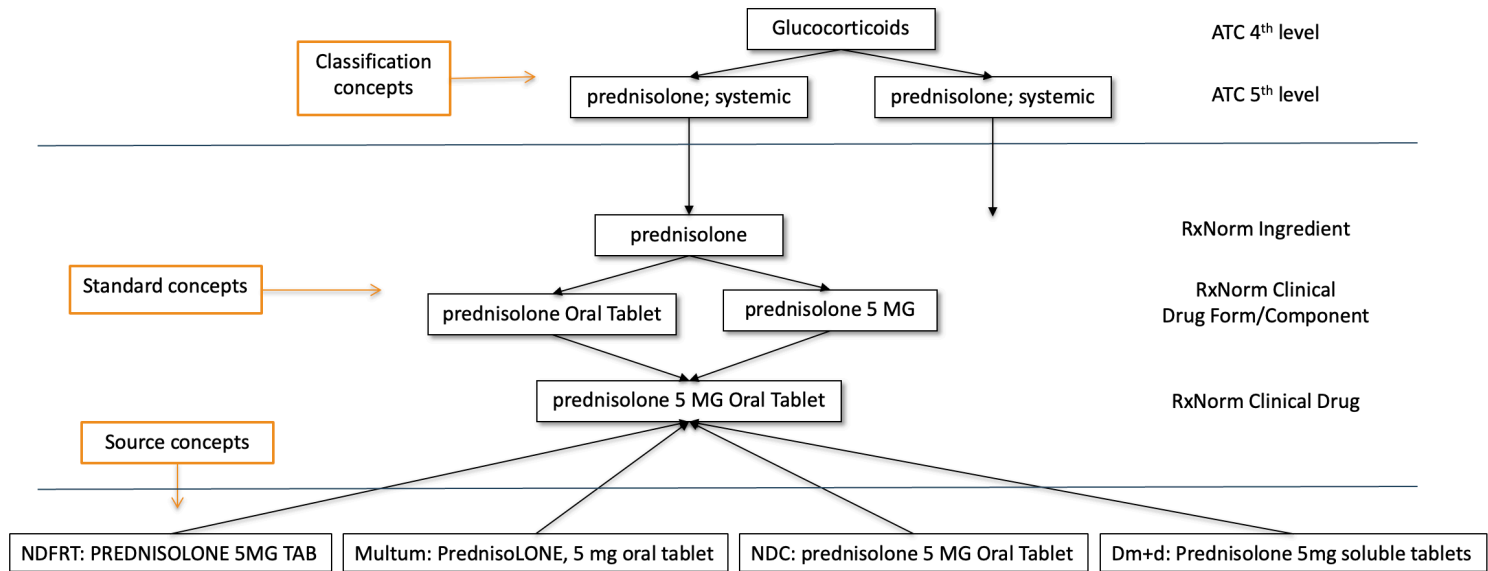 Glucocorticoids
ATC 4th level
Classification
concepts
prednisolone; systemic
prednisolone; systemic
ATC 5th level
prednisolone
RxNorm Ingredient
Standard concepts
prednisolone Oral Tablet
prednisolone 5 MG
RxNorm Clinical
Drug Form/Component
prednisolone 5 MG Oral Tablet
RxNorm Clinical Drug
Source concepts
NDFRT: PREDNISOLONE 5MG TAB
Multum: PrednisoLONE, 5 mg oral tablet
NDC: prednisolone 5 MG Oral Tablet
Dm+d: Prednisolone 5mg soluble tablets